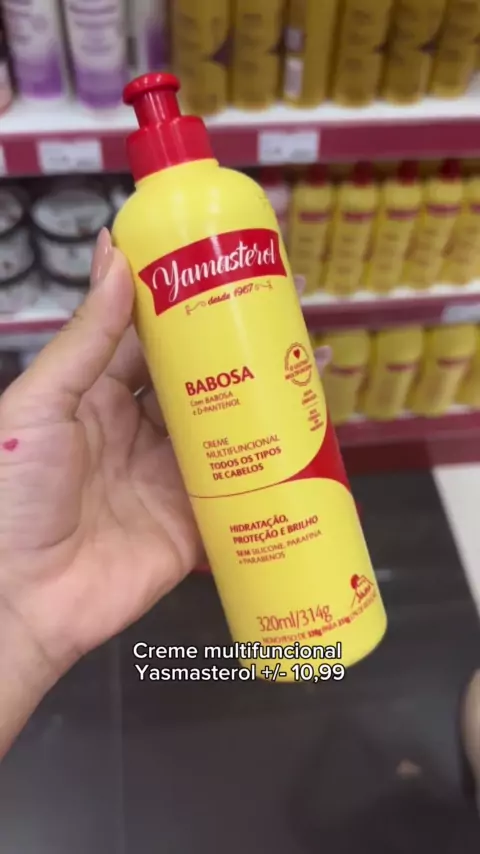 Yamasterol
desde 1967
BABOSA
Com BABOSA
e D-PANTENOL
CREME
MULTIFUNCIONAL
TODOS OS TIPOS
DE CABELOS
HIDRATAÇÃO,
PROTEÇÃO E BRILHO
SEM SILICONE, PARAFINA
e PARABENOS
320ml/314g
Creme multifuncional
Yasmasterol +/- 10,99